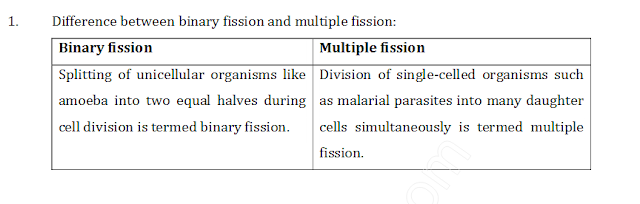 1. Difference between binary fission and multiple fission:
Binary fission Multiple fission
Splitting of unicellular organisms like
amoeba into two equal halves during
cell division is termed binary fission.
Division of single-celled organisms such
as malarial parasites into many daughter
cells simultaneously is termed multiple
fission.
om